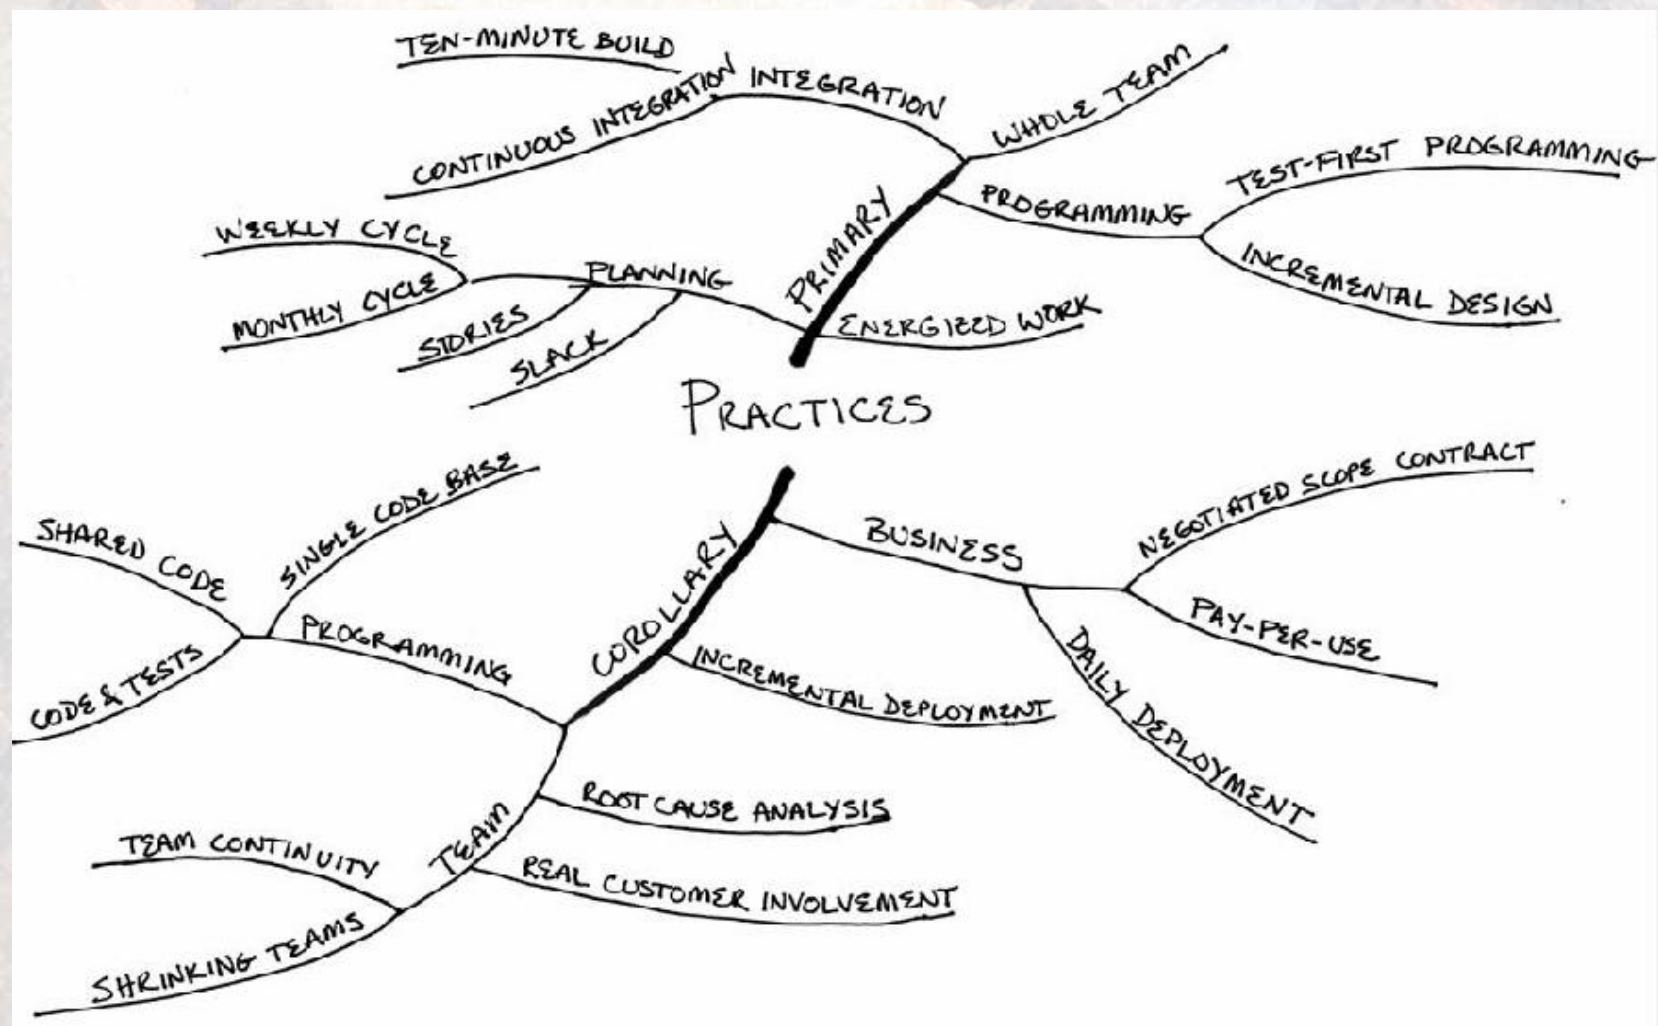 TEN-MINUTE BUILD
CONTINUOUS INTEGRATION
INTEGRATION
WHOLE TEAM
TEST-FIRST PROGRAMMING
PROGRAMMING
INCREMENTAL DESIGN
PRIMARY
WEEKLY CYCLE
MONTHLY CYCLE
PLANNING
STORIES
SLACK
ENERGIZED WORK
PRACTICES
NEGOTIATED SCOPE CONTRACT
BUSINESS
PAY-PER-USE
DAILY DEPLOYMENT
COROLLARY
SINGLE CODE BASE
SHARED CODE
PROGRAMMING
CODE & TESTS
INCREMENTAL DEPLOYMENT
ROOT CAUSE ANALYSIS
TEAM
TEAM CONTINUITY
REAL CUSTOMER INVOLVEMENT
SHRINKING TEAMS